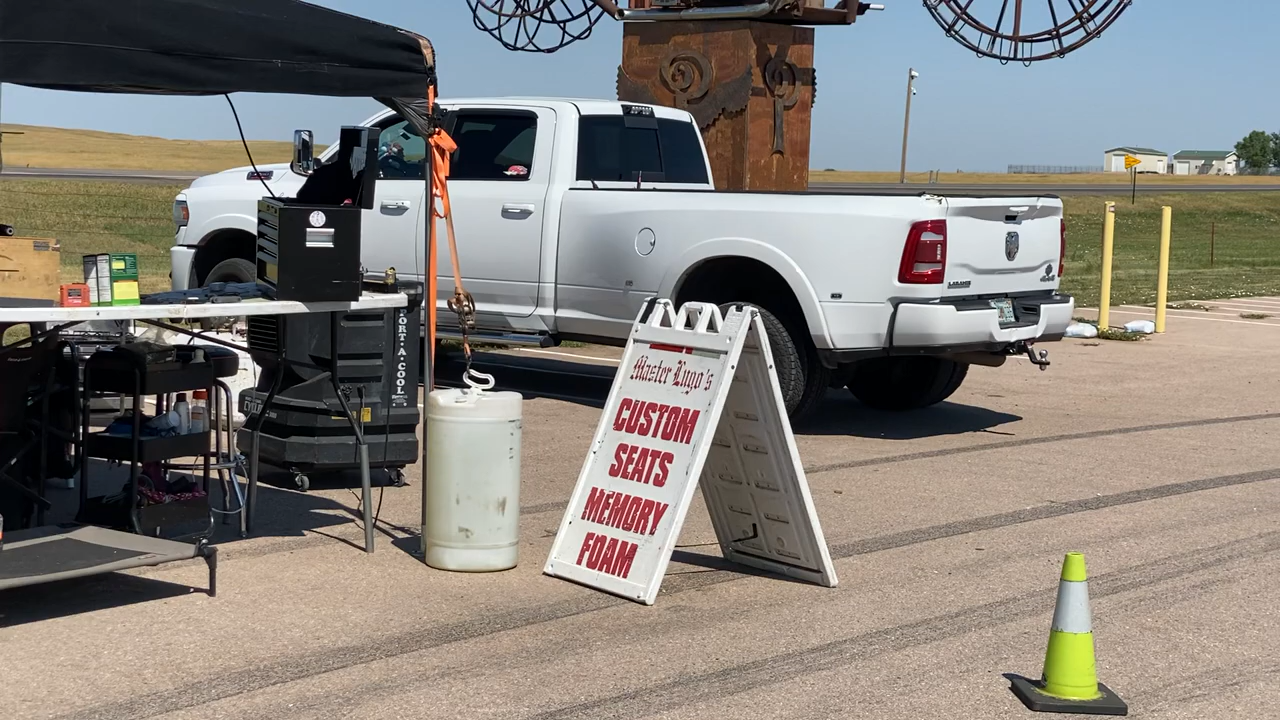 Master Lugo's
CUSTOM
SEATS
MEMORY
FOAM
PORT-A-COOL